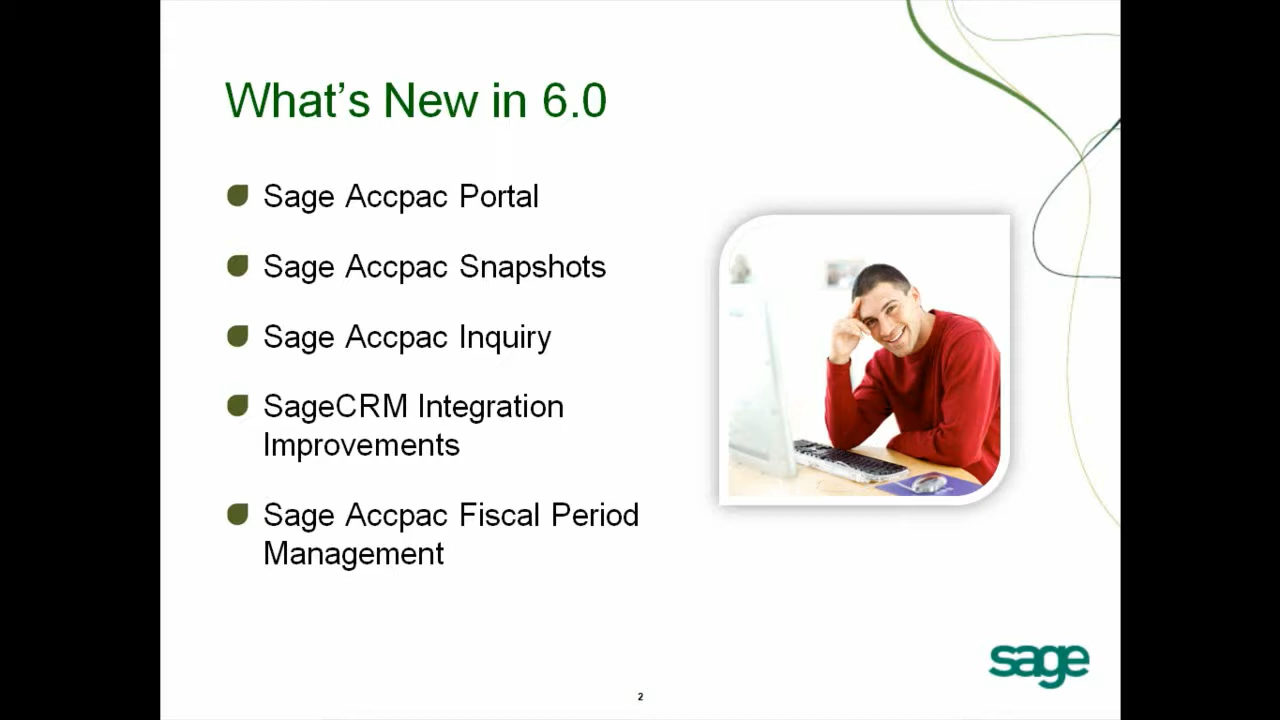 What's New in 6.0
Sage Accpac Portal
Sage Accpac Snapshots
Sage Accpac Inquiry
SageCRM Integration
Improvements
Sage Accpac Fiscal Period
Management
sage
2